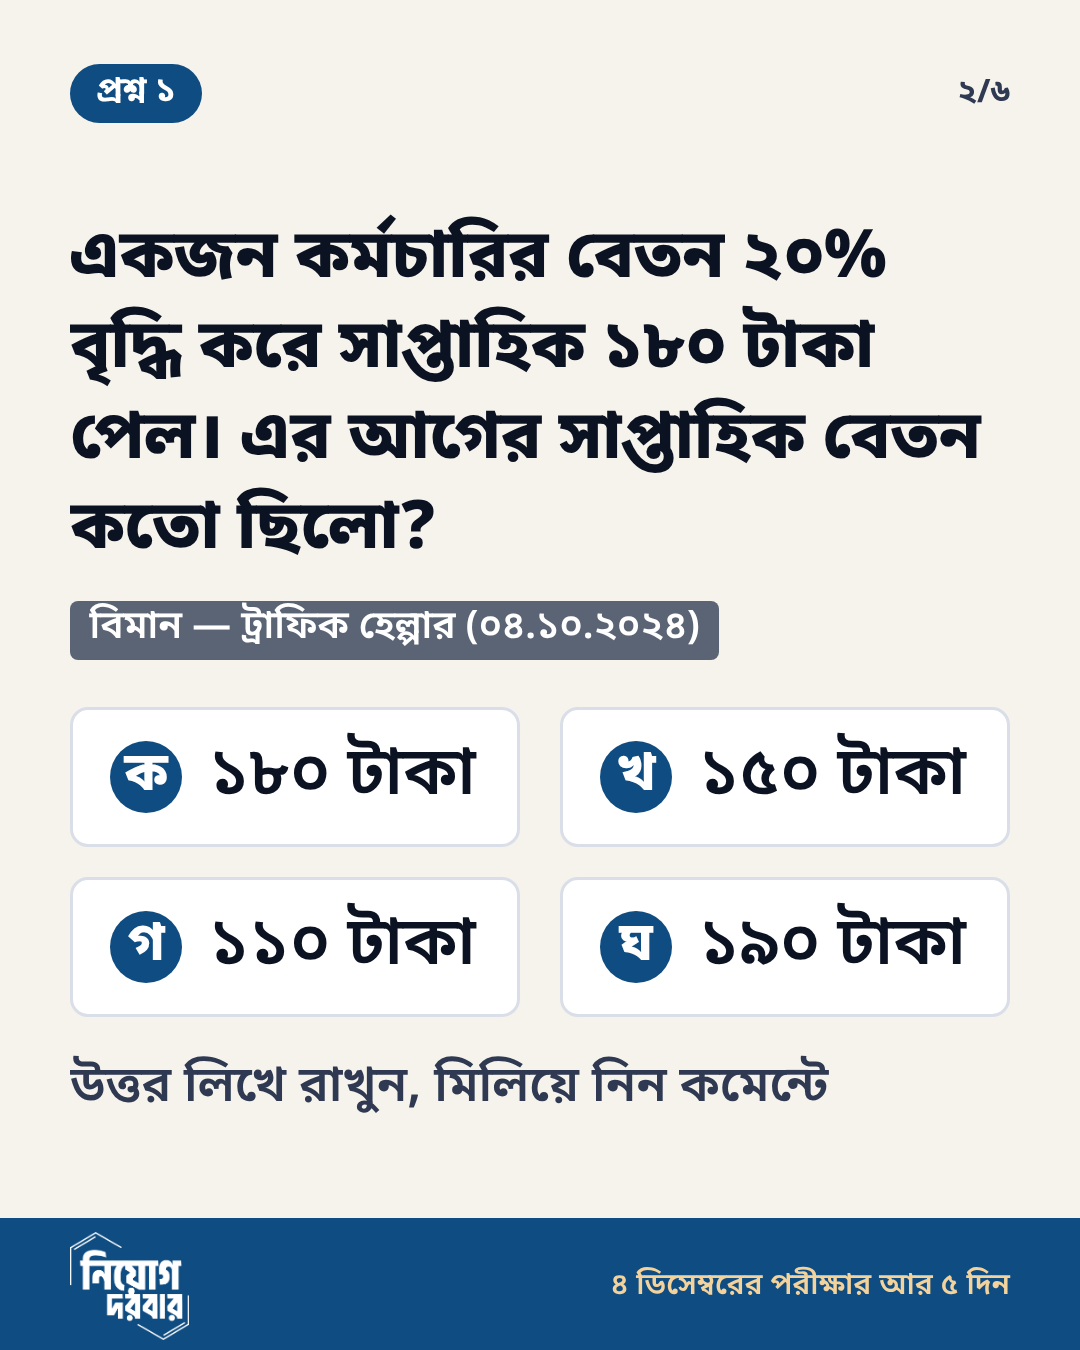 প্রশ্ন ১
২/৬
একজন কর্মচারির বেতন ২০%
বৃদ্ধি করে সাপ্তাহিক ১৮০ টাকা
পেল। এর আগের সাপ্তাহিক বেতন
কতো ছিলো?
বিমান — ট্রাফিক হেল্পার (০৪.১০.২০২৪)
ক ১৮০ টাকা
খ ১৫০ টাকা
গ ১১০ টাকা
ঘ ১৯০ টাকা
উত্তর লিখে রাখুন, মিলিয়ে নিন কমেন্টে
নিয়োগ
দরবার
৪ ডিসেম্বরের পরীক্ষার আর ৫ দিন